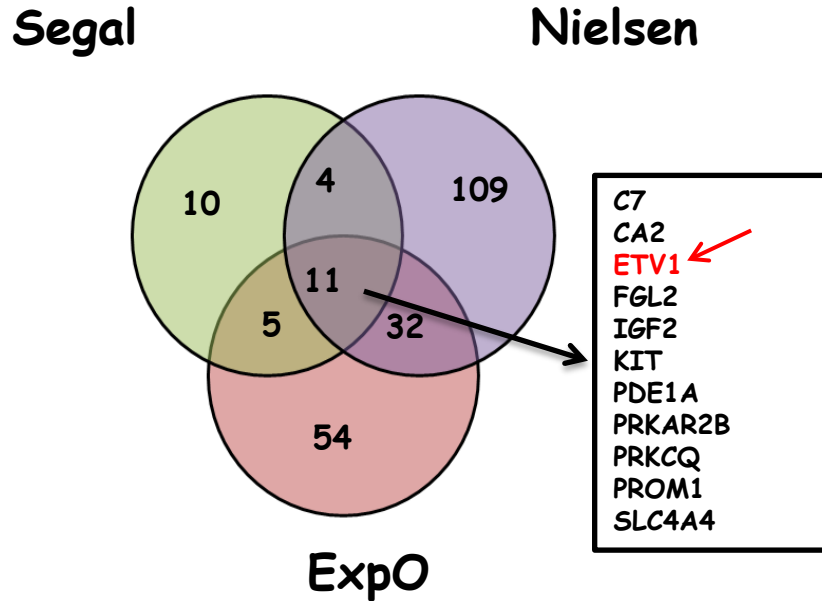 Segal
Nielsen
10
4
109
11
5
32
54
ExpO
C7
CA2
ETV1
FGL2
IGF2
KIT
PDE1A
PRKAR2B
PRKCQ
PROM1
SLC4A4